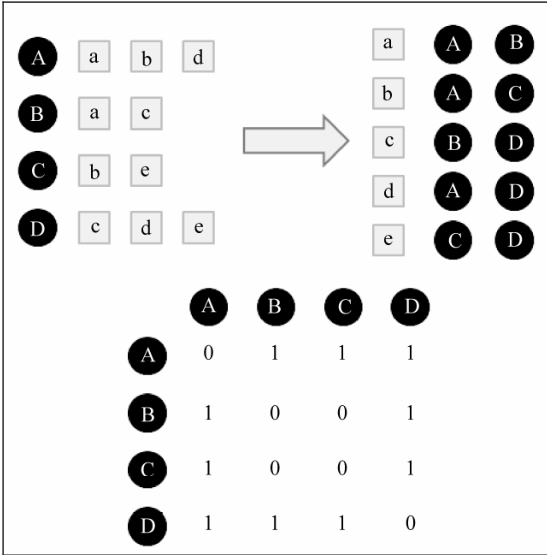 A a b d
B a c
C b e
D c d e
a A B
b A C
c B D
d A D
e C D
A B C D
A 0 1 1 1
B 1 0 0 1
C 1 0 0 1
D 1 1 1 0